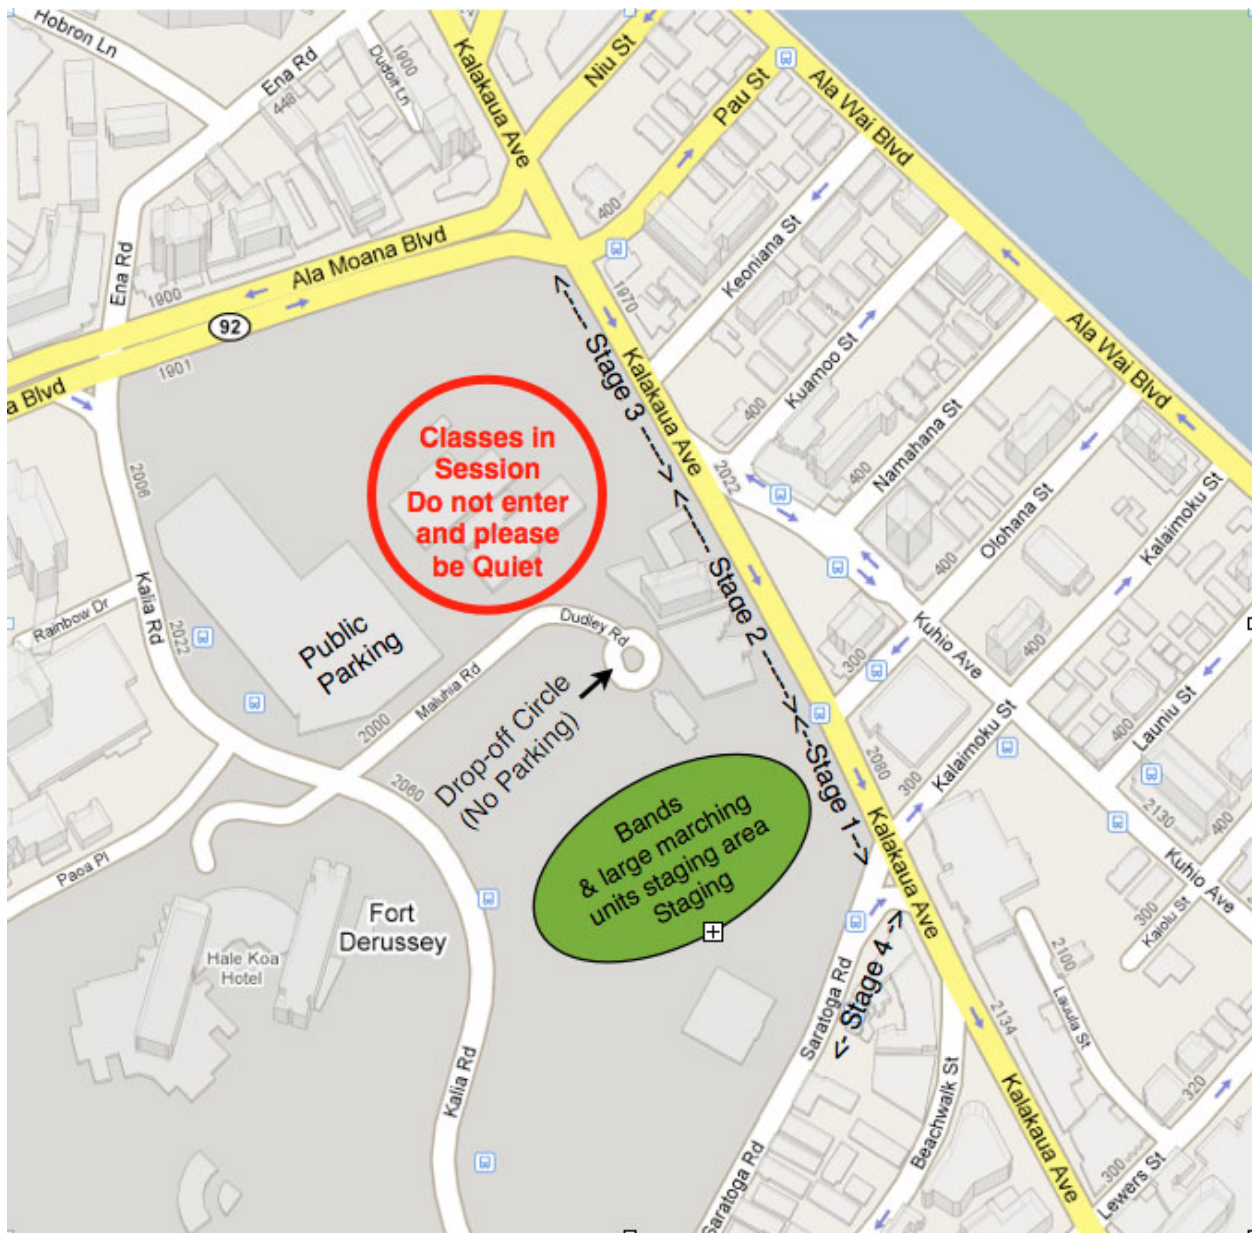 Hobron Ln
Ena Rd
448
Dudoit Ln
1900
Kalakaua Ave
Niu St
Pau St
Ala Wai Blvd
400
Ala Moana Blvd
Ena Rd
1900
92
1901
a Blvd
1970
Keoniana St
Kuamoo St
400
Ala Wai Blvd
<----- Stage 3 ----->
Kalakaua Ave
2022
Namahana St
400
Olohana St
400
Kalaimoku St
Classes in
Session
Do not enter
and please
be Quiet
2006
Kalia Rd
Rainbow Dr
2022
Public
Parking
Maluhia Rd
2000
Dudley Rd
Drop-off Circle
(No Parking)
<----- Stage 2 ----->
300
Kuhio Ave
400
Launiu St
400
Kalaimoku St
300
2080
<--Stage 1-->
2060
Bands
& large marching
units staging area
Staging
Kalakaua Ave
2130
400
Kuhio Ave
300
Kaiolu St
Paoa Pl
Fort
Derussey
Hale Koa
Hotel
Saratoga Rd
<- Stage 4 ->
2100
Lauula St
2134
Kalia Rd
Beachwalk St
Kalakaua Ave
320
300
Lewers St
Saratoga Rd